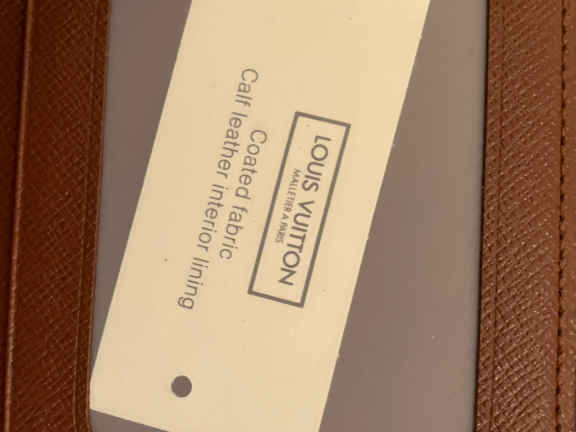 LOUIS VUITTON
MALLETIER A PARIS
Coated fabric
Calf leather interior lining